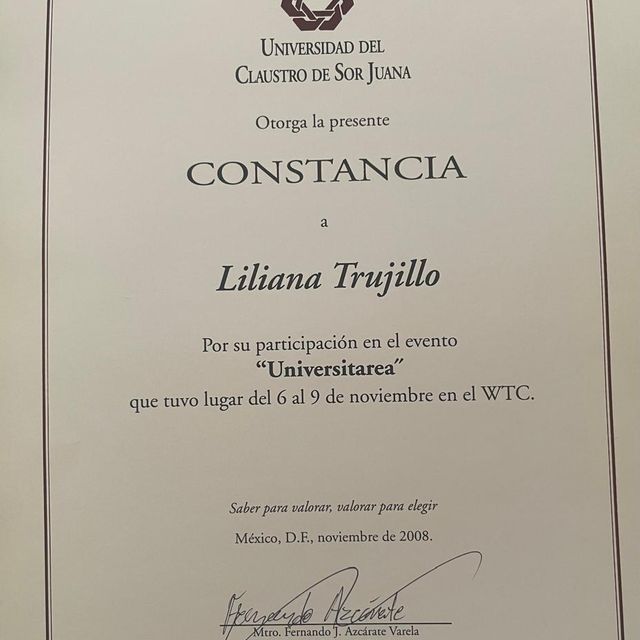 UNIVERSIDAD DEL
CLAUSTRO DE SOR JUANA
Otorga la presente
CONSTANCIA
a
Liliana Trujillo
Por su participación en el evento
“Universitarea”
que tuvo lugar del 6 al 9 de noviembre en el WTC.
Saber para valorar, valorar para elegir
México, D.F., noviembre de 2008.
Fernando Azcárate
Mtro. Fernando J. Azcárate Varela